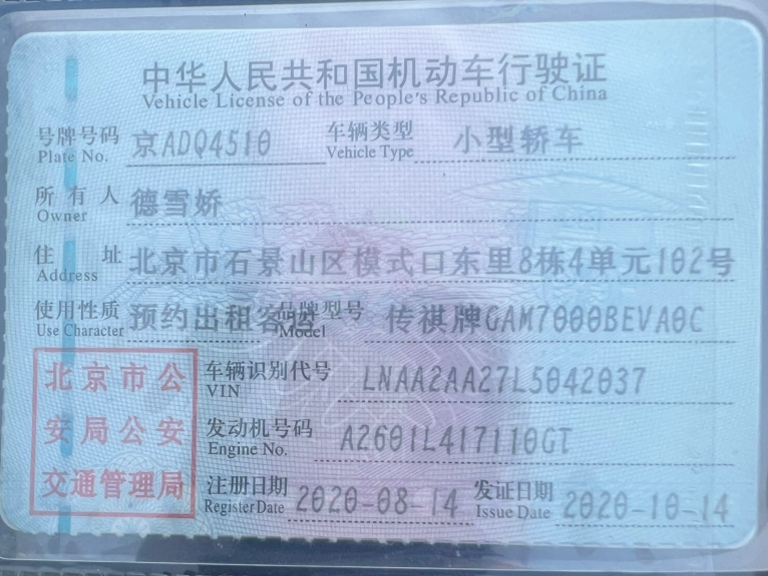 中华人民共和国机动车行驶证
Vehicle License of the People's Republic of China
号牌号码 京ADQ4510 车辆类型 小型轿车
Plate No. Vehicle Type
所有人 德雪娇
Owner
住址 北京市石景山区模式口东里8栋4单元102号
Address
使用性质 预约出租客运 品牌型号 传祺牌GAM7000BEVA0C
Use Character Model
车辆识别代号 LNAA2AA27L5042037
VIN
发动机号码 A2601L417110GT
Engine No.
注册日期 2020-08-14 发证日期 2020-10-14
Register Date Issue Date
北京市公
安局公安
交通管理局